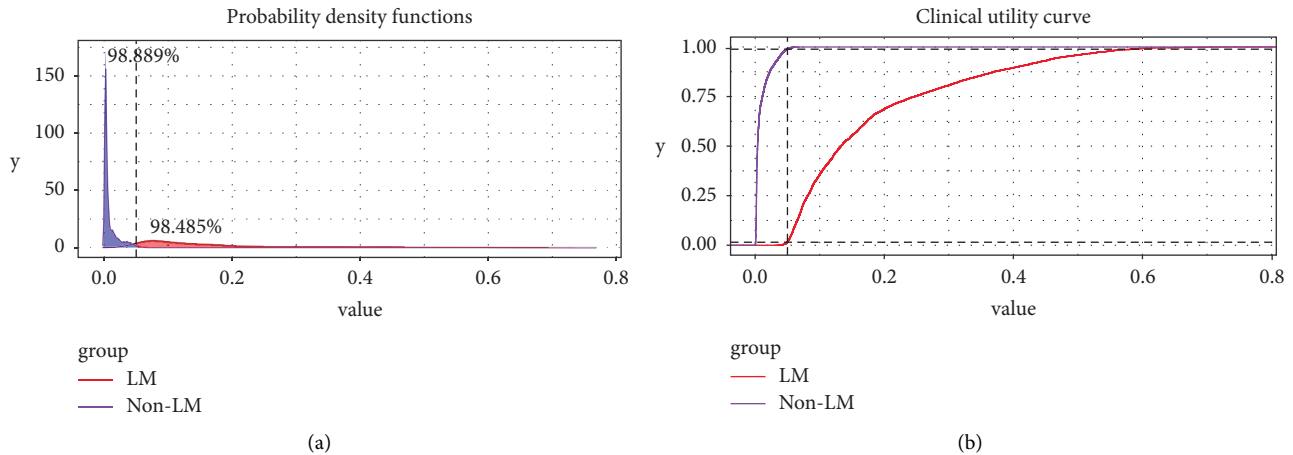 Probability density functions
98.889%
150
100
y
50
98.485%
0
0.0 0.2 0.4 0.6 0.8
value
group
LM
Non-LM
(a)
Clinical utility curve
1.00
0.75
y 0.50
0.25
0.00
0.0 0.2 0.4 0.6 0.8
value
group
LM
Non-LM
(b)